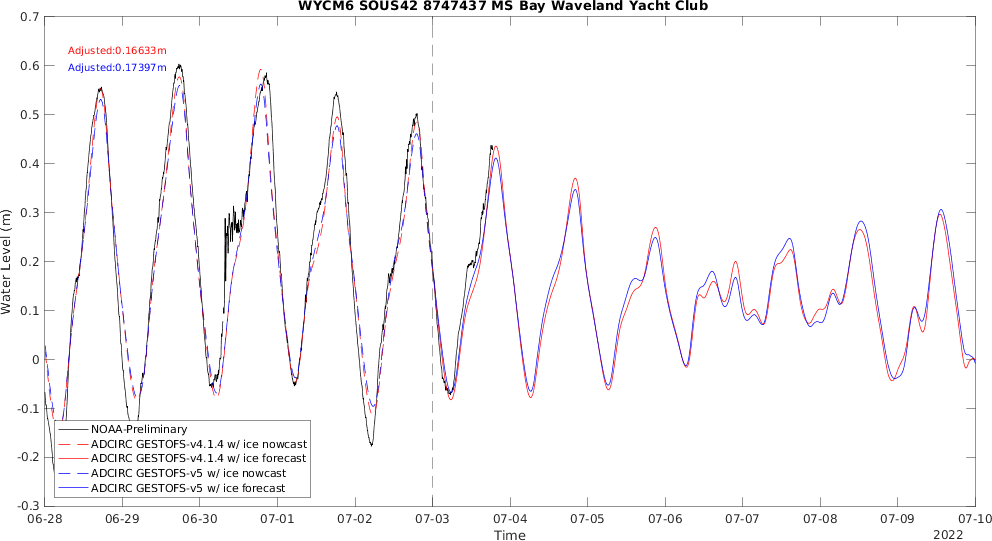 WYCM6 SOUS42 8747437 MS Bay Waveland Yacht Club
Adjusted:0.16633m
Adjusted:0.17397m
Water Level (m)
0.7
0.6
0.5
0.4
0.3
0.2
0.1
0
-0.1
-0.2
-0.3
NOAA-Preliminary
ADCIRC GESTOFS-v4.1.4 w/ ice nowcast
ADCIRC GESTOFS-v4.1.4 w/ ice forecast
ADCIRC GESTOFS-v5 w/ ice nowcast
ADCIRC GESTOFS-v5 w/ ice forecast
06-28 06-29 06-30 07-01 07-02 07-03 07-04 07-05 07-06 07-07 07-08 07-09 07-10
Time
2022